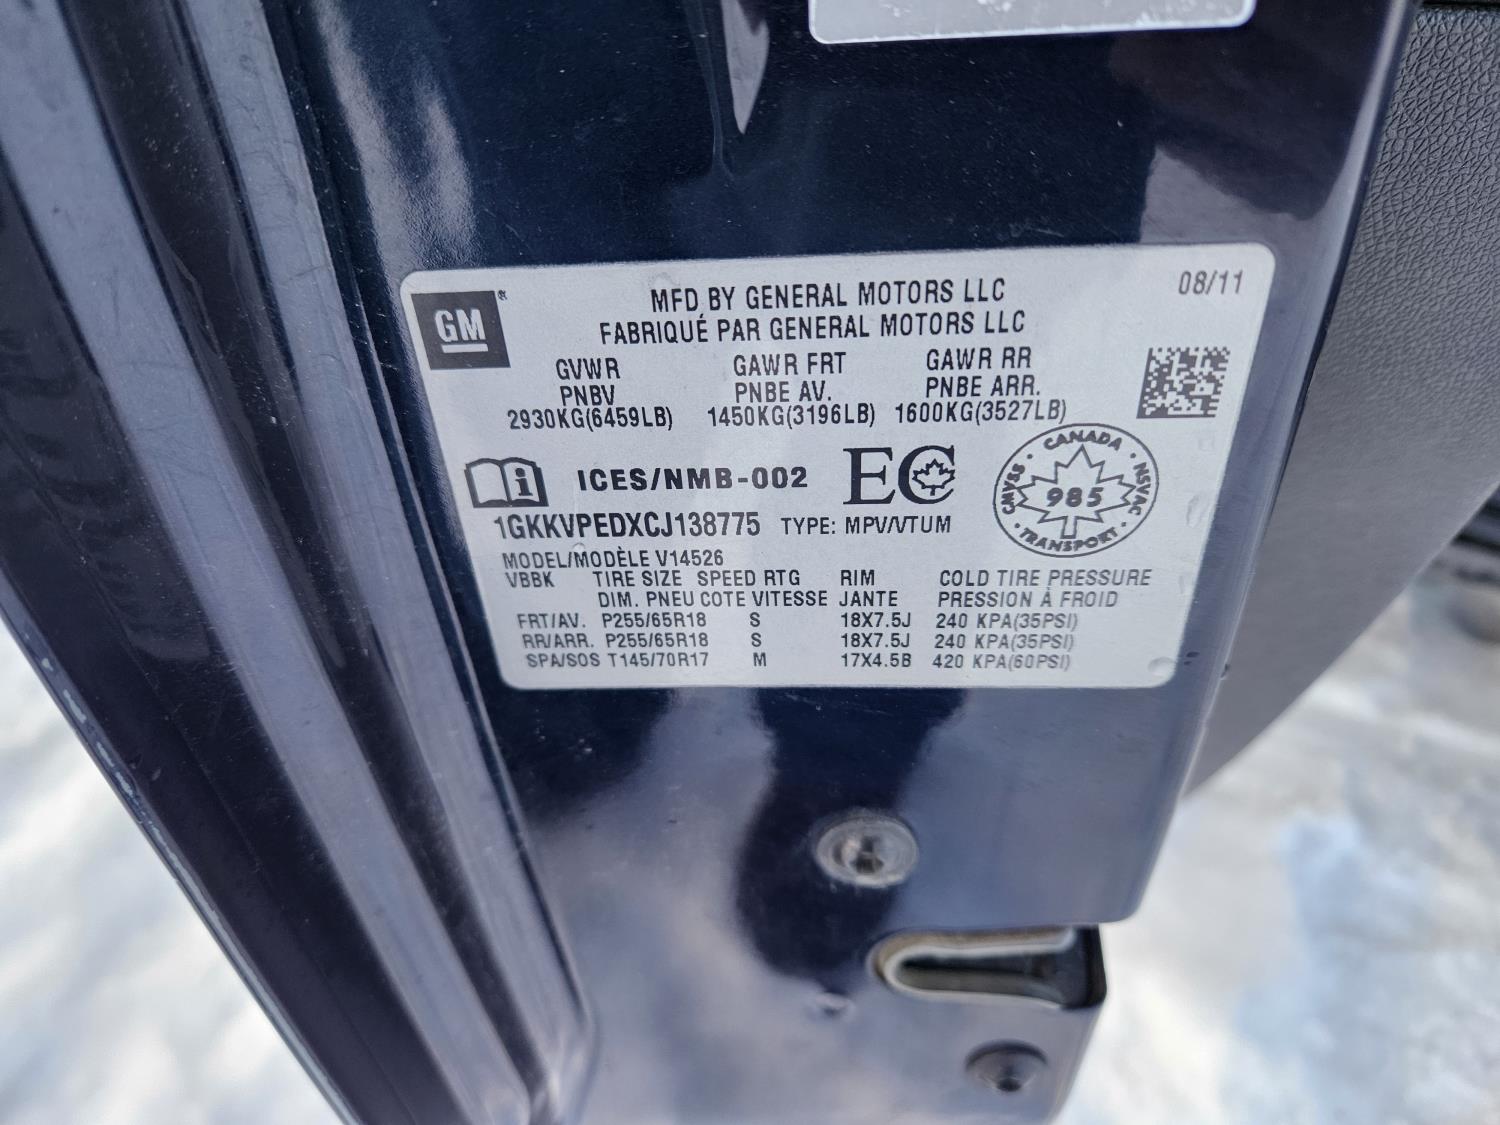 08/11
GM
MFD BY GENERAL MOTORS LLC
FABRIQUÉ PAR GENERAL MOTORS LLC
GVWR GAWR FRT GAWR RR
PNBV PNBE AV. PNBE ARR.
2930KG(6459LB) 1450KG(3196LB) 1600KG(3527LB)
ICES/NMB-002 EC
CANADA
CMVSS 985 NSVAC
TRANSPORT
1GKKVPEDXCJ138775 TYPE: MPV/VTUM
MODEL/MODÈLE V14526
VBBK TIRE SIZE SPEED RTG RIM COLD TIRE PRESSURE
DIM. PNEU COTE VITESSE JANTE PRESSION À FROID
FRT/AV. P255/65R18 S 18X7.5J 240 KPA(35PSI)
RR/ARR. P255/65R18 S 18X7.5J 240 KPA(35PSI)
SPA/SOS T145/70R17 M 17X4.5B 420 KPA(60PSI)